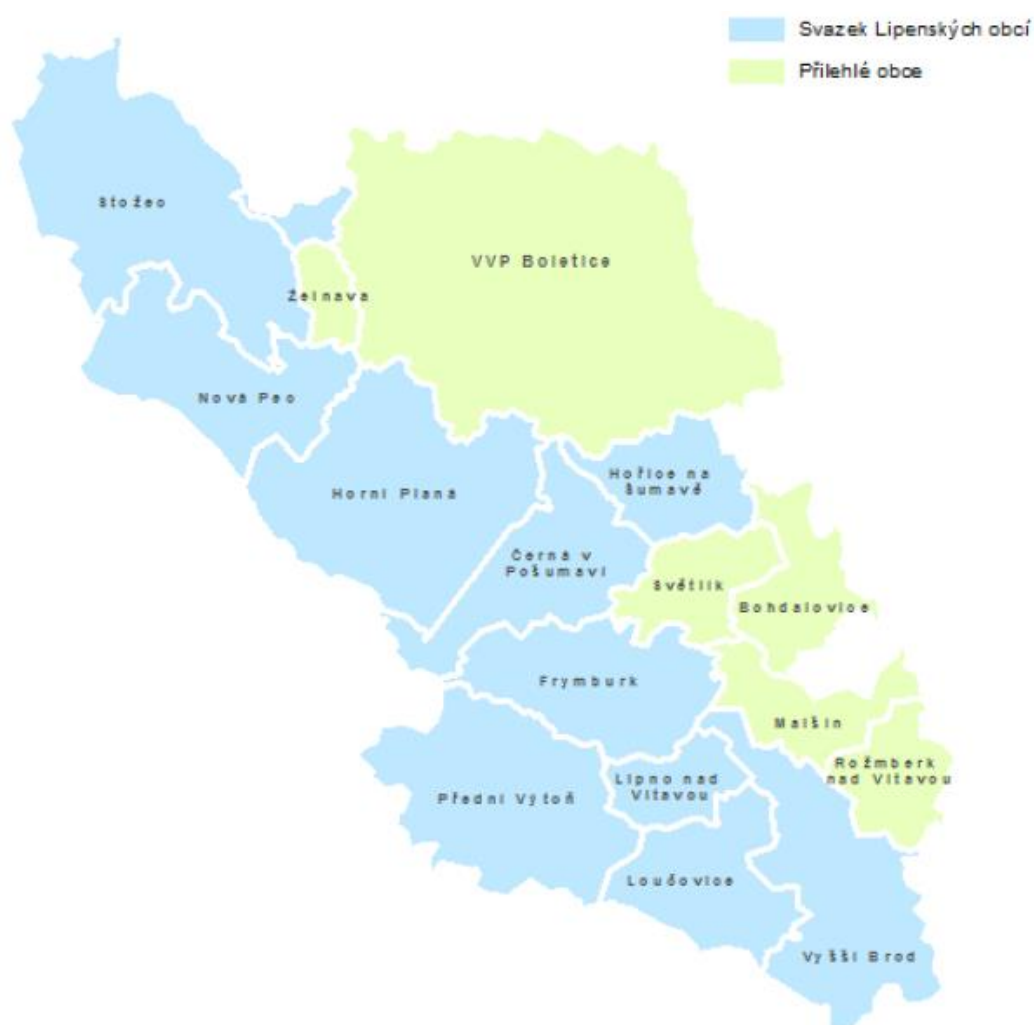 Svazek Lipenských obcí
Přilehlé obce
Stožec
VVP Boletice
Želnava
Nová Pec
Hořice na
Šumavě
Horní Planá
Černá v
Pošumaví
Světlík
Bohdalovice
Frymburk
Malšín
Rožmberk
nad Vltavou
Lipno nad
Vltavou
Přední Výtoň
Loučovice
Vyšší Brod